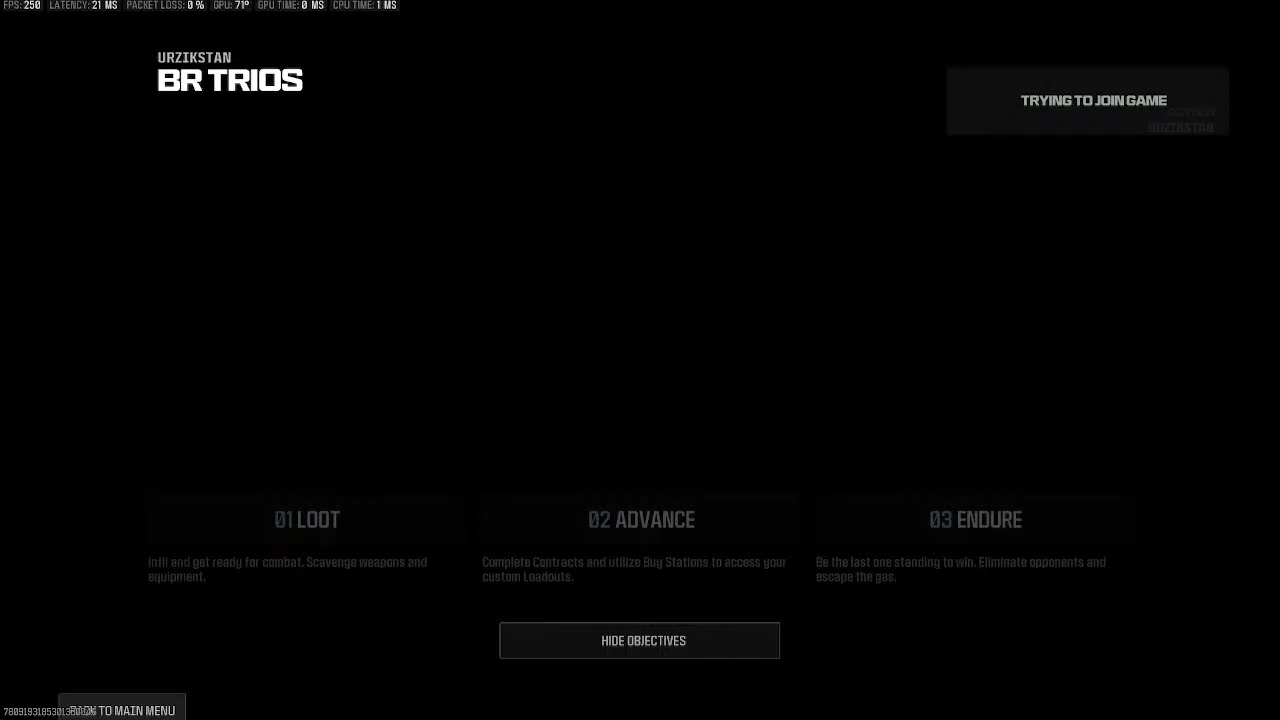 FPS: 250 LATENCY: 21 MS PACKET LOSS: 0 % GPU: 71° GPU TIME: 0 MS CPU TIME: 1 MS
URZIKSTAN
BR TRIOS
TRYING TO JOIN GAME
URZIKSTAN
01 LOOT
Infil and get ready for combat. Scavenge weapons and
equipment.
02 ADVANCE
Complete Contracts and utilize Buy Stations to access your
custom Loadouts.
03 ENDURE
Be the last one standing to win. Eliminate opponents and
escape the gas.
HIDE OBJECTIVES
BACK TO MAIN MENU